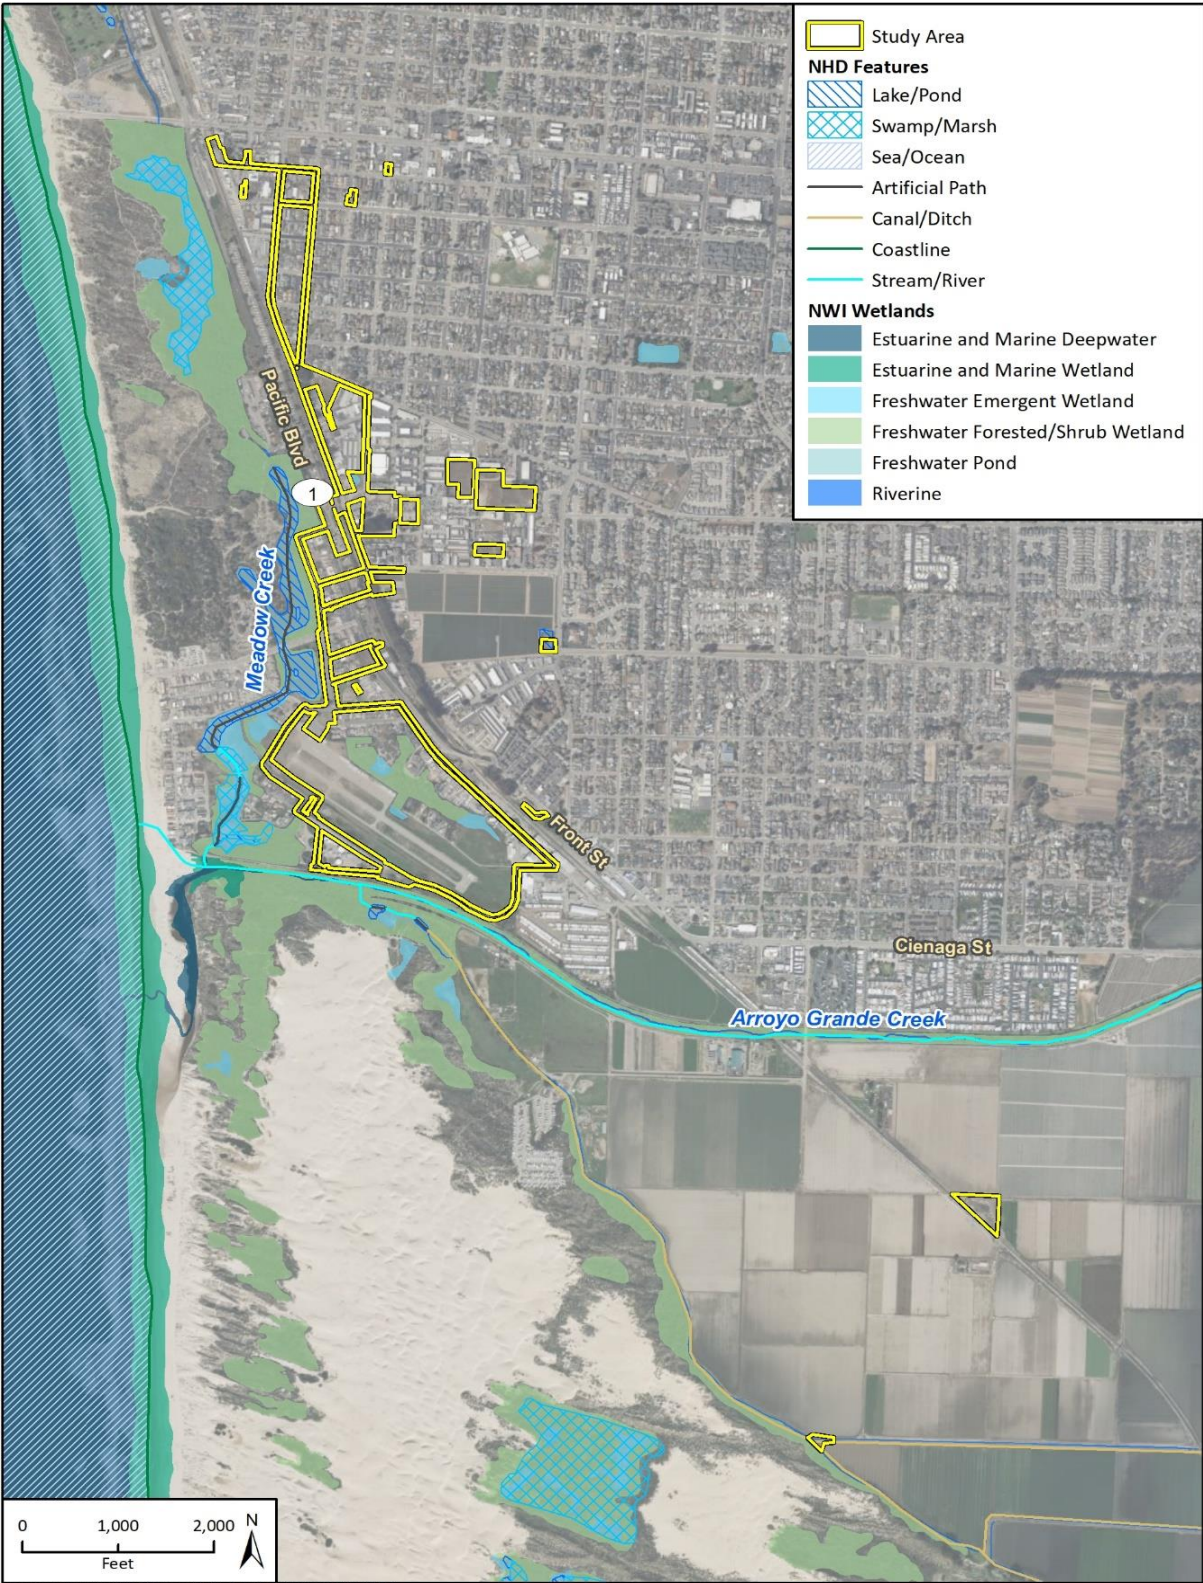 Study Area
NHD Features
Lake/Pond
Swamp/Marsh
Sea/Ocean
Artificial Path
Canal/Ditch
Coastline
Stream/River
NWI Wetlands
Estuarine and Marine Deepwater
Estuarine and Marine Wetland
Freshwater Emergent Wetland
Freshwater Forested/Shrub Wetland
Freshwater Pond
Riverine
Pacific Blvd
1
Meadow Creek
Front St
Cienaga St
Arroyo Grande Creek
0 1,000 2,000
Feet
N